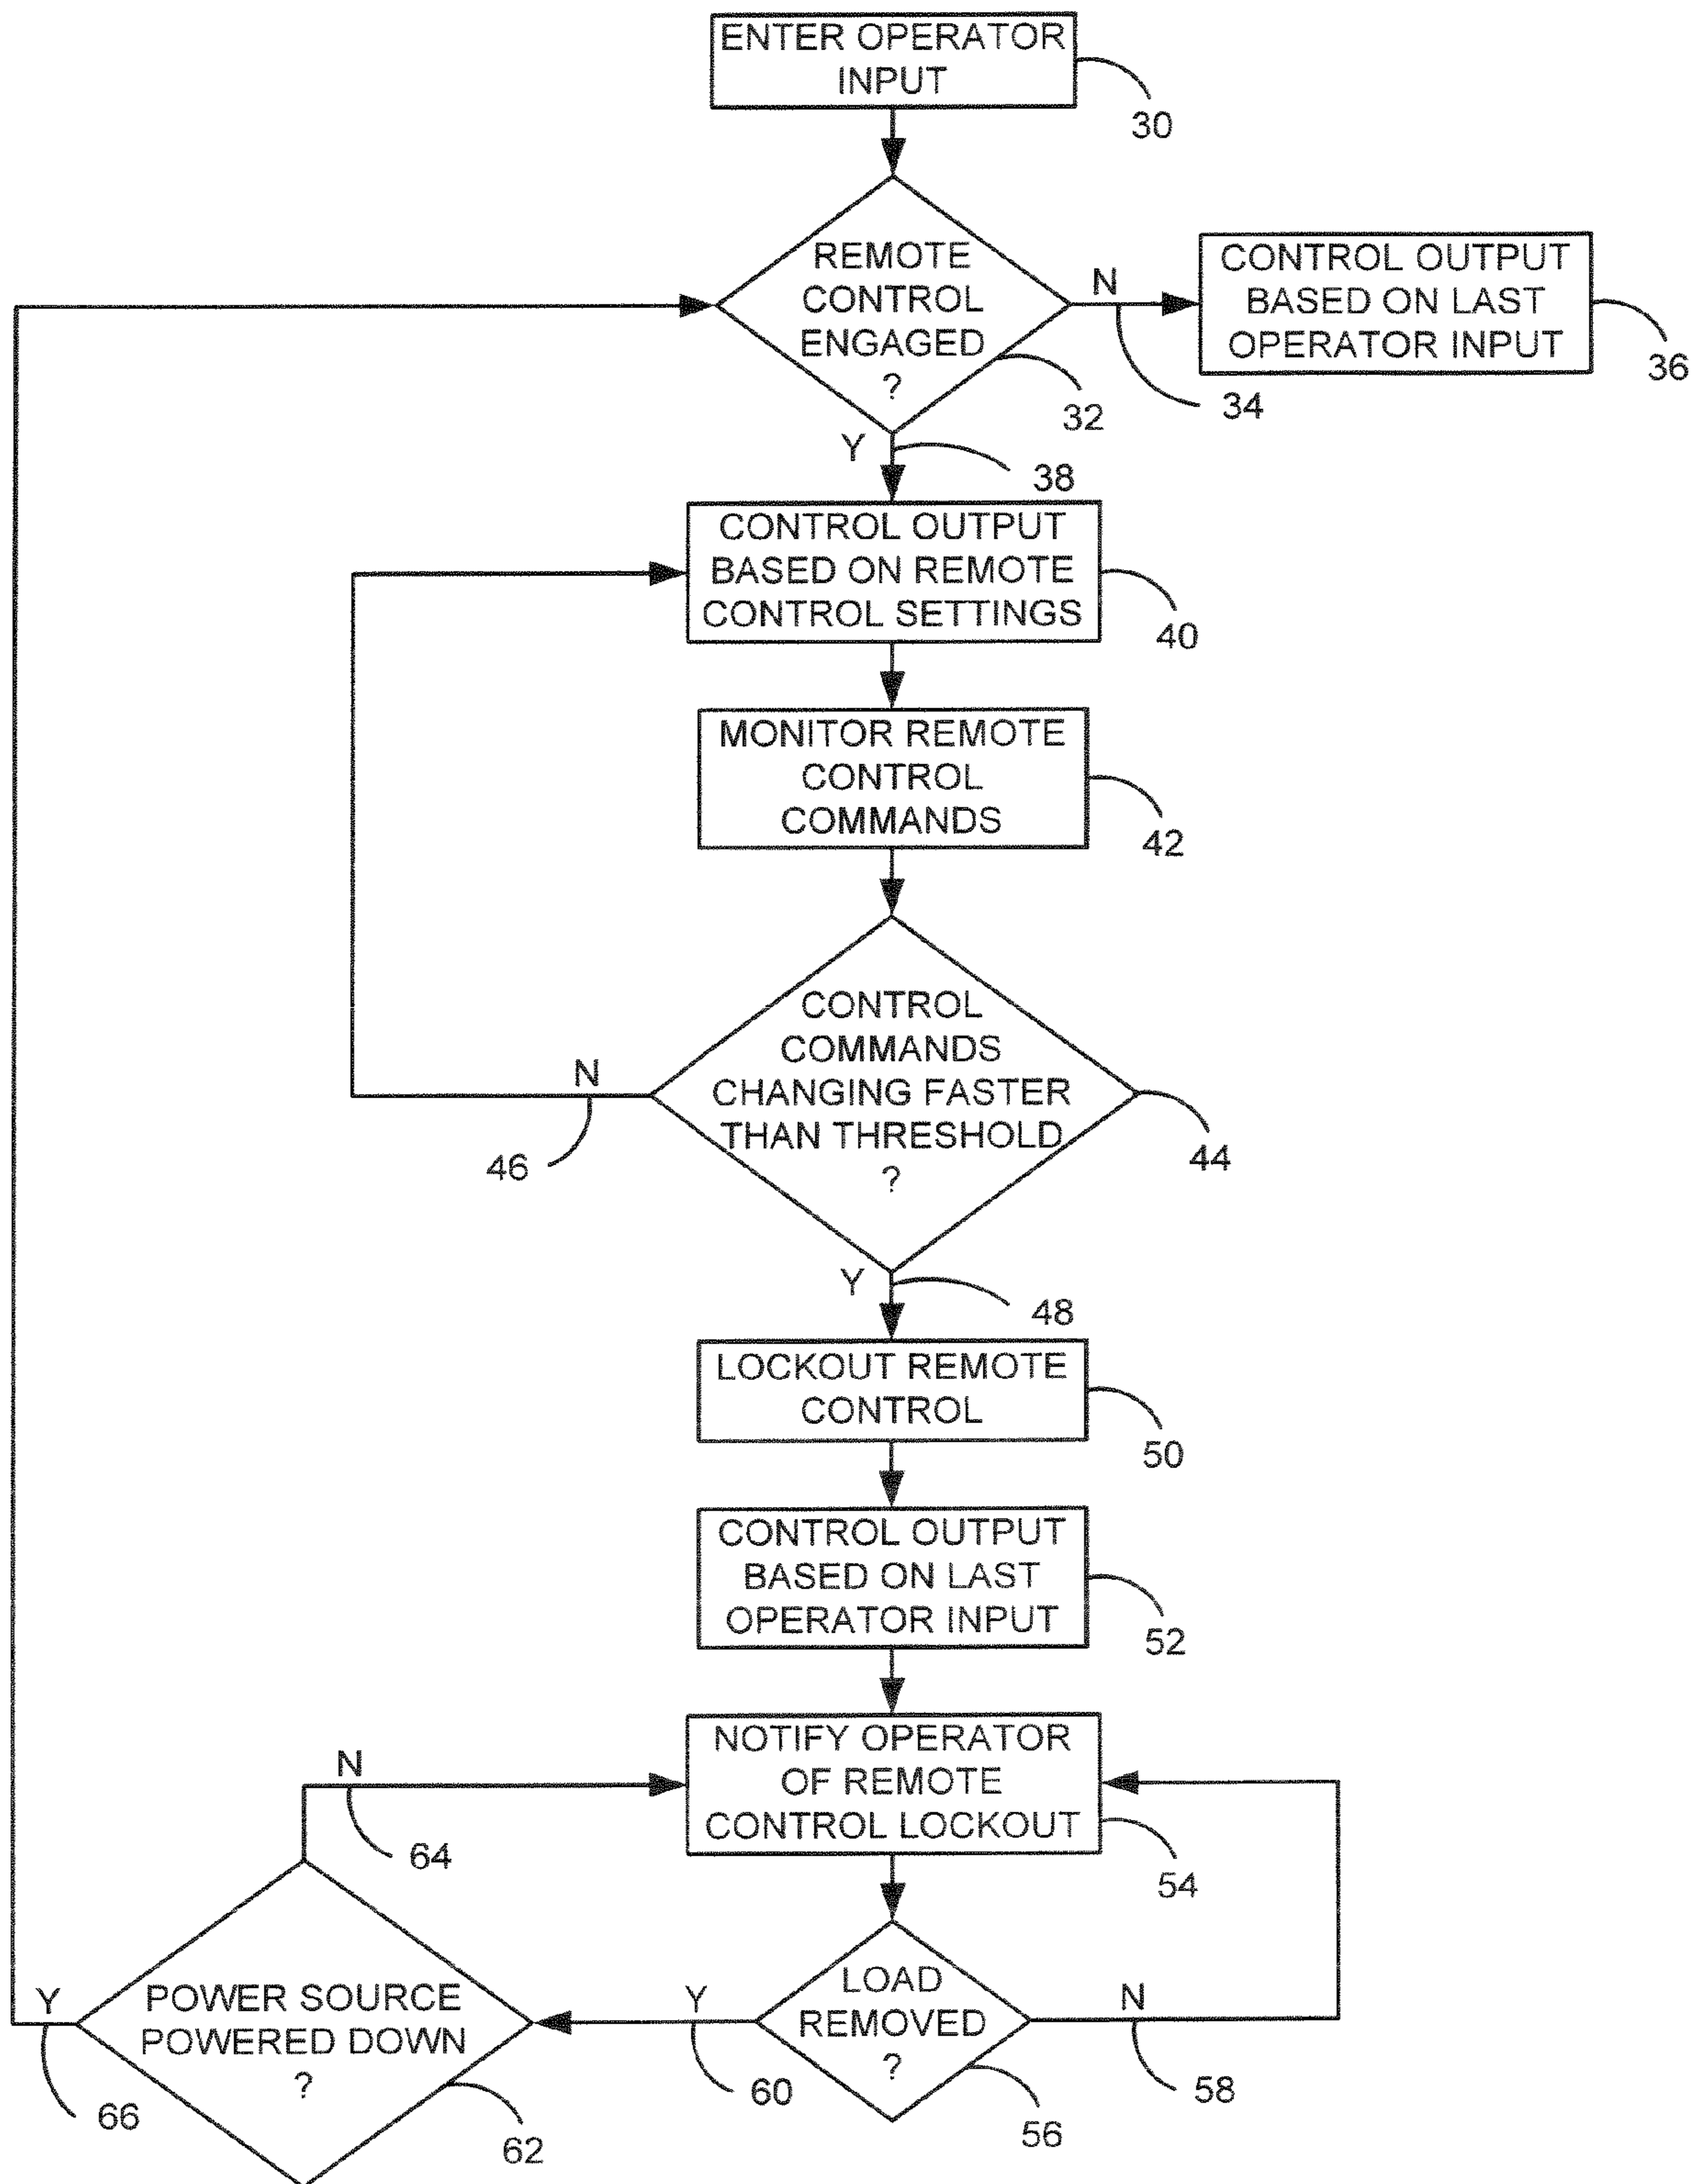 ENTER OPERATOR
INPUT
30
REMOTE
CONTROL
ENGAGED
?
32
N
34
CONTROL OUTPUT
BASED ON LAST
OPERATOR INPUT
36
Y
38
CONTROL OUTPUT
BASED ON REMOTE
CONTROL SETTINGS
40
MONITOR REMOTE
CONTROL
COMMANDS
42
CONTROL
COMMANDS
CHANGING FASTER
THAN THRESHOLD
?
44
N
46
Y
48
LOCKOUT REMOTE
CONTROL
50
CONTROL OUTPUT
BASED ON LAST
OPERATOR INPUT
52
NOTIFY OPERATOR
OF REMOTE
CONTROL LOCKOUT
54
LOAD
REMOVED
?
56
N
58
Y
60
POWER SOURCE
POWERED DOWN
?
62
N
64
Y
66